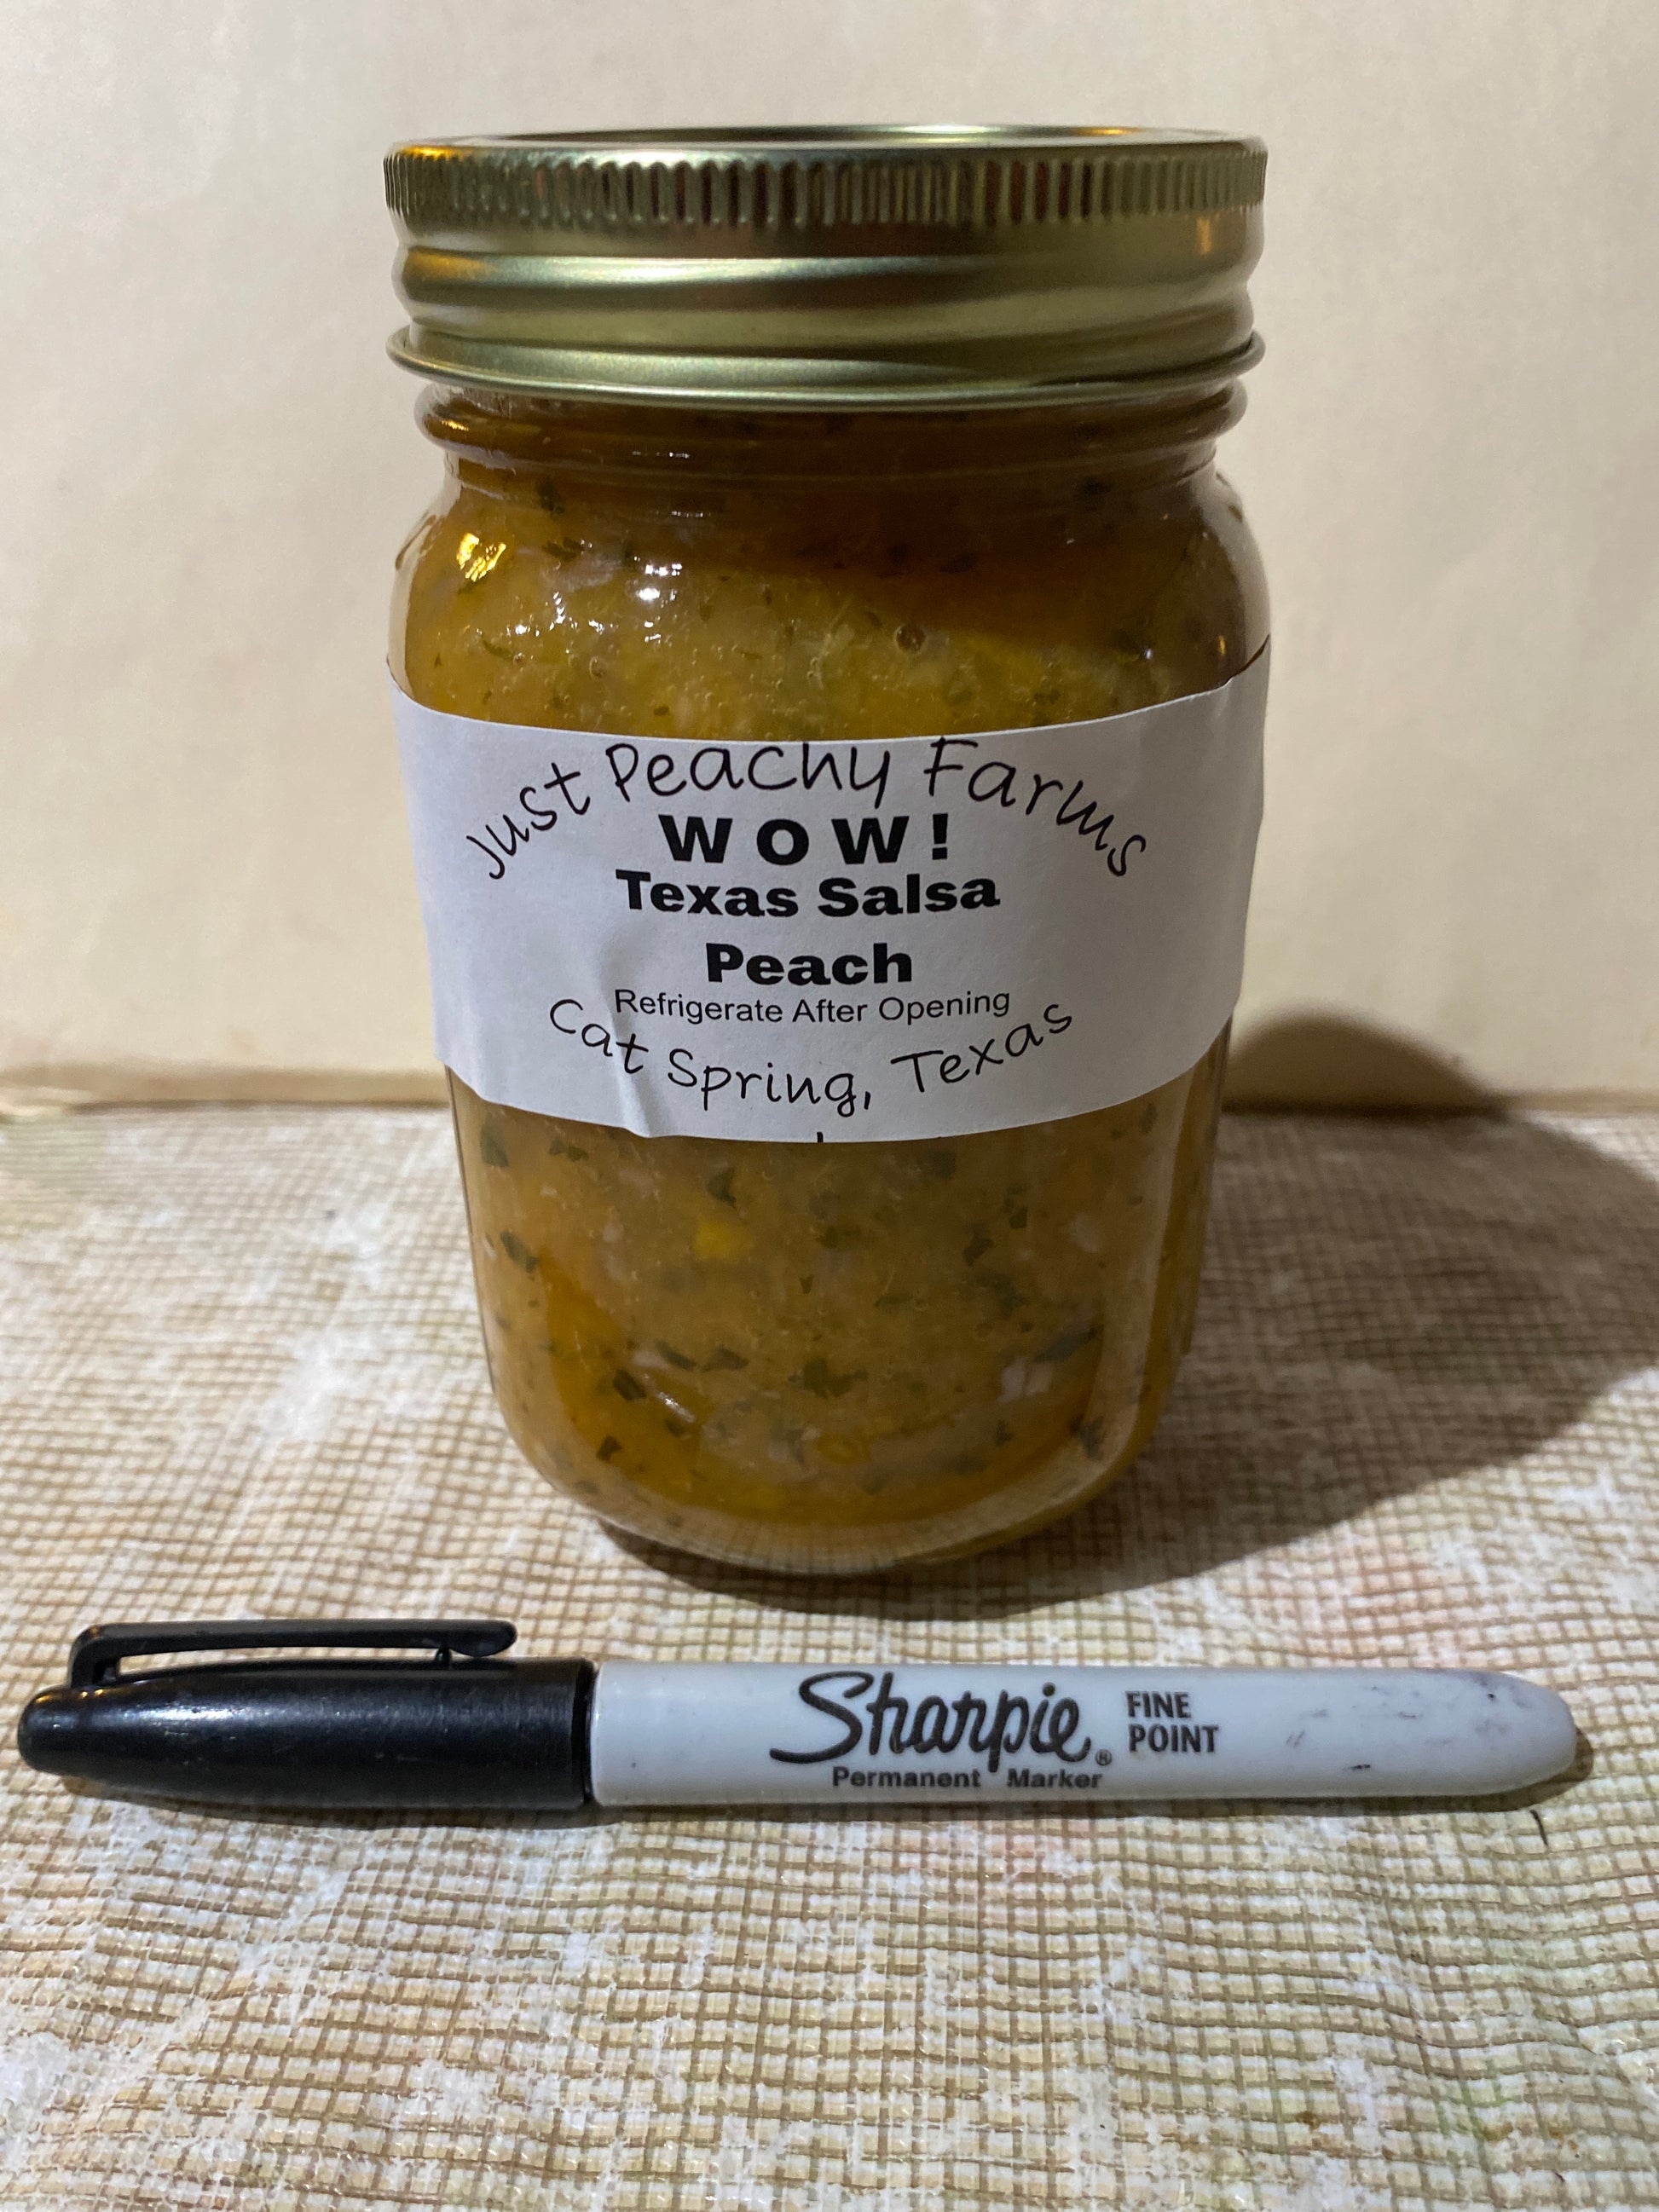 Just Peachy Farms
WOW!
Texas Salsa
Peach
Refrigerate After Opening
Cat Spring, Texas
Sharpie®
FINE
POINT
Permanent Marker